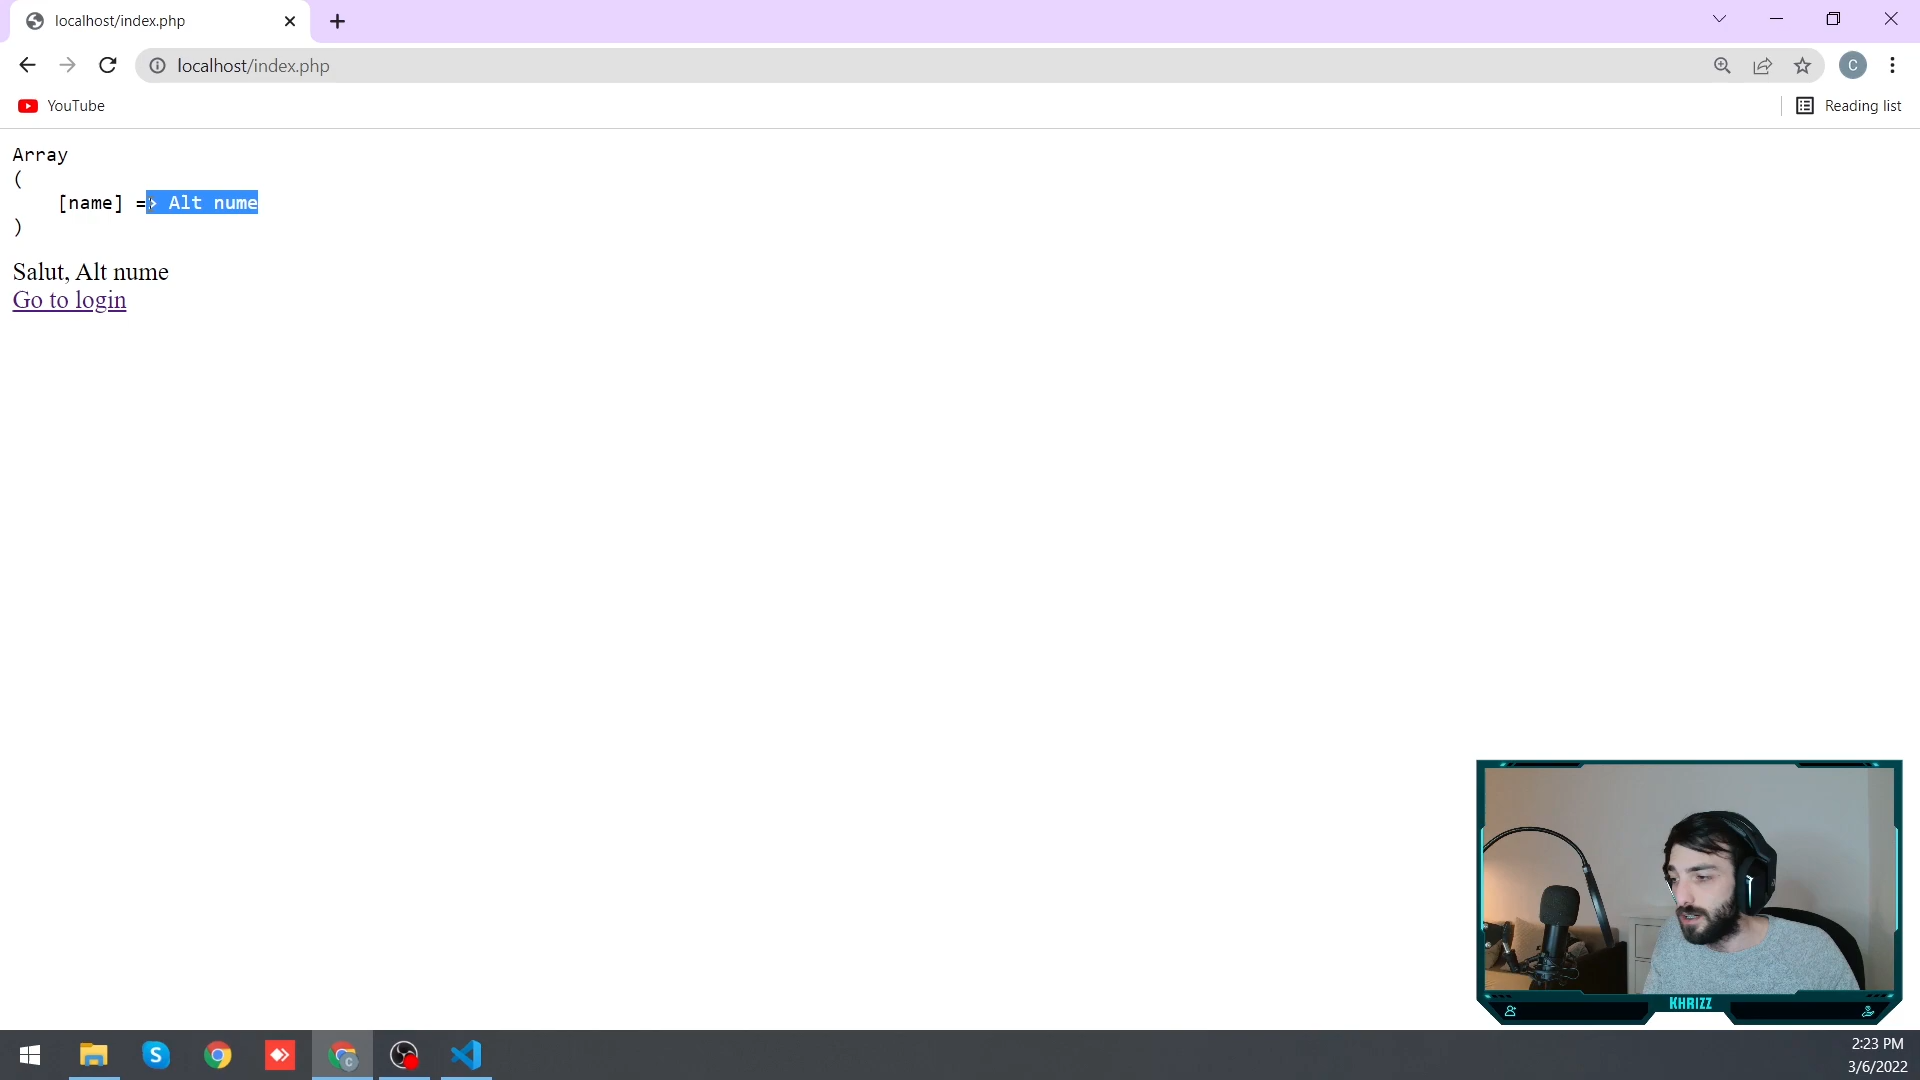 localhost/index.php
localhost/index.php
C
YouTube
Reading list
Array
(
[name] => Alt nume
)
Salut, Alt nume
Go to login
KHRIZZ
S
C
2:23 PM
3/6/2022